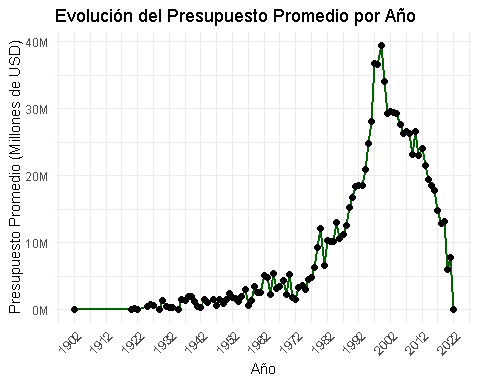 Evolución del Presupuesto Promedio por Año
Presupuesto Promedio (Millones de USD)
40M
30M
20M
10M
0M
1902
1912
1922
1932
1942
1952
1962
1972
1982
1992
2002
2012
2022
Año